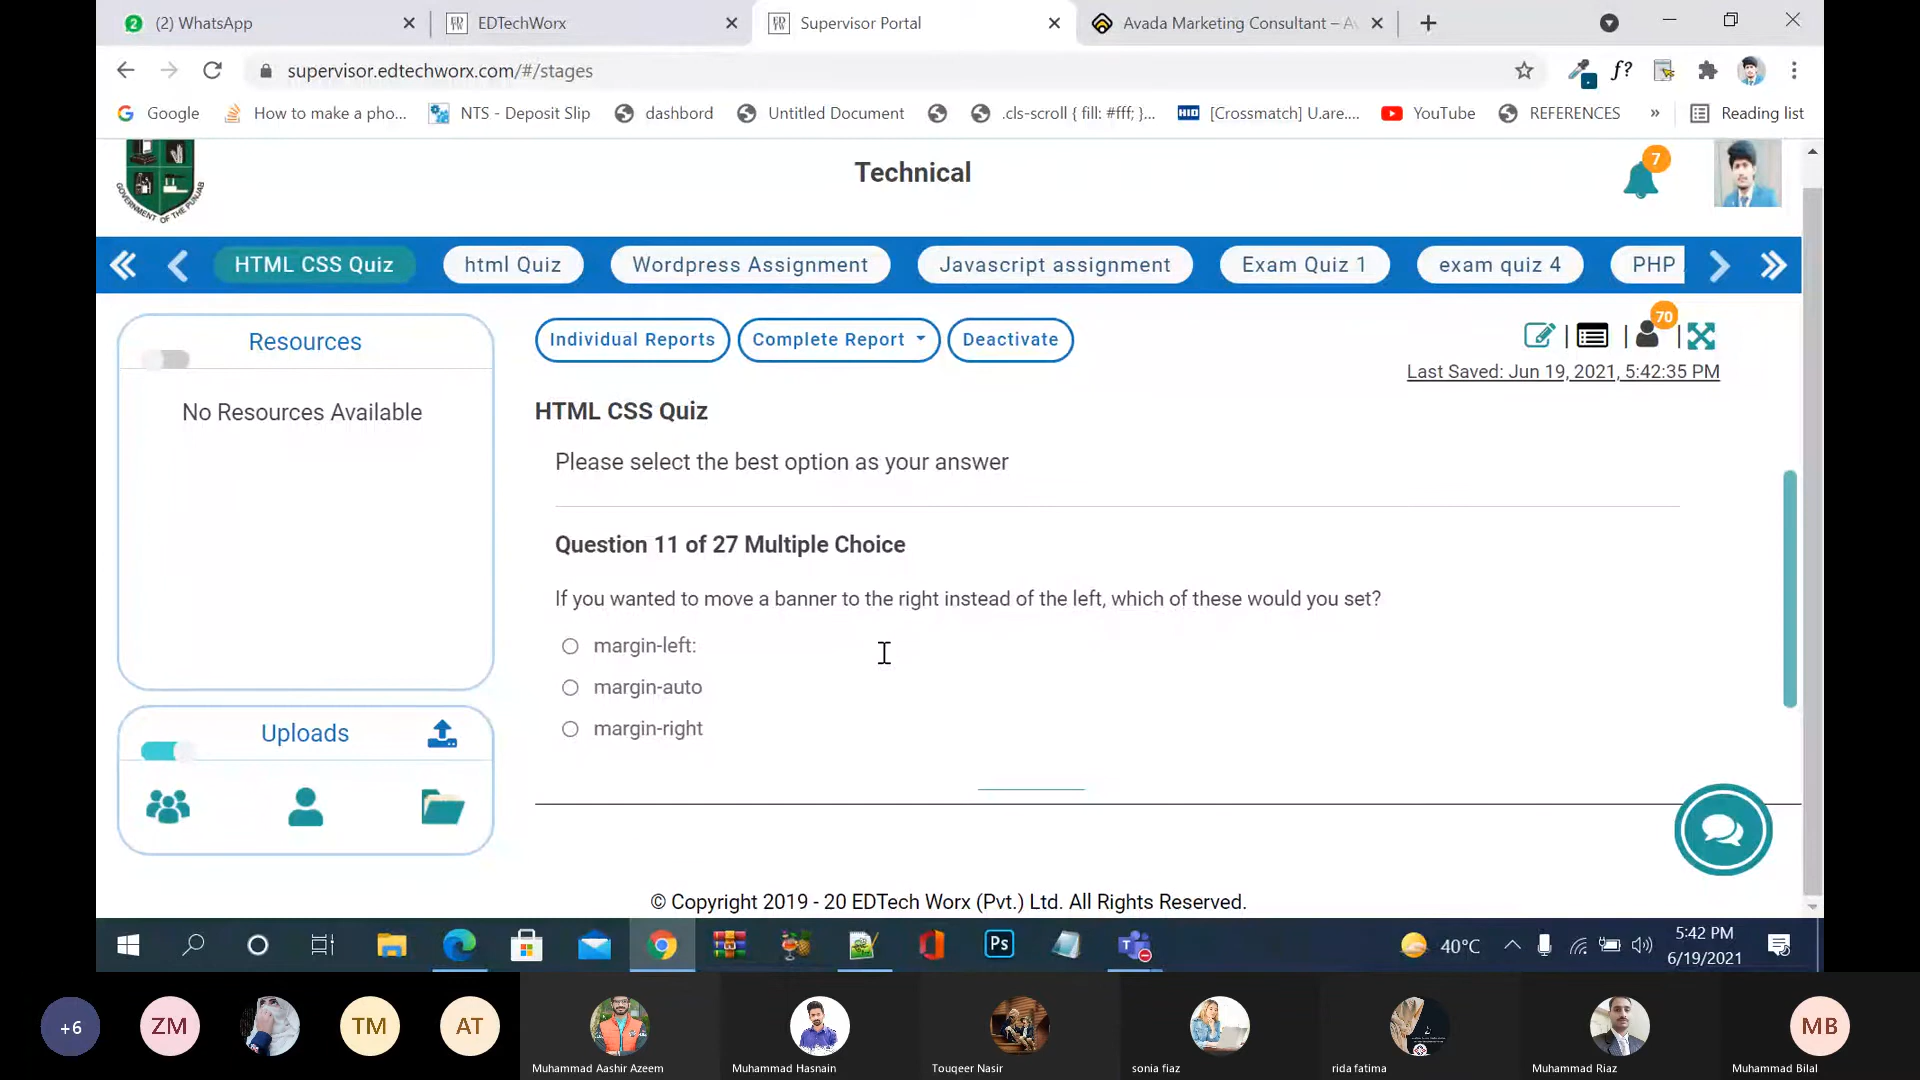 (2) WhatsApp
EDTechWorx
Supervisor Portal
Avada Marketing Consultant – Av
supervisor.edtechworx.com/#/stages
f?
Google
How to make a pho...
NTS - Deposit Slip
dashbord
Untitled Document
.cls-scroll { fill: #fff; }...
HID
[Crossmatch] U.are....
YouTube
REFERENCES
»
Reading list
GOVERNMENT OF THE PUNJAB
Technical
7
HTML CSS Quiz
html Quiz
Wordpress Assignment
Javascript assignment
Exam Quiz 1
exam quiz 4
PHP
Resources
No Resources Available
Uploads
Individual Reports
Complete Report
Deactivate
70
Last Saved: Jun 19, 2021, 5:42:35 PM
HTML CSS Quiz
Please select the best option as your answer
Question 11 of 27 Multiple Choice
If you wanted to move a banner to the right instead of the left, which of these would you set?
margin-left:
margin-auto
margin-right
© Copyright 2019 - 20 EDTech Worx (Pvt.) Ltd. All Rights Reserved.
Ps
40°C
5:42 PM
6/19/2021
+6
ZM
TM
AT
MB
Muhammad Aashir Azeem
Muhammad Hasnain
Touqeer Nasir
sonia fiaz
rida fatima
Muhammad Riaz
Muhammad Bilal